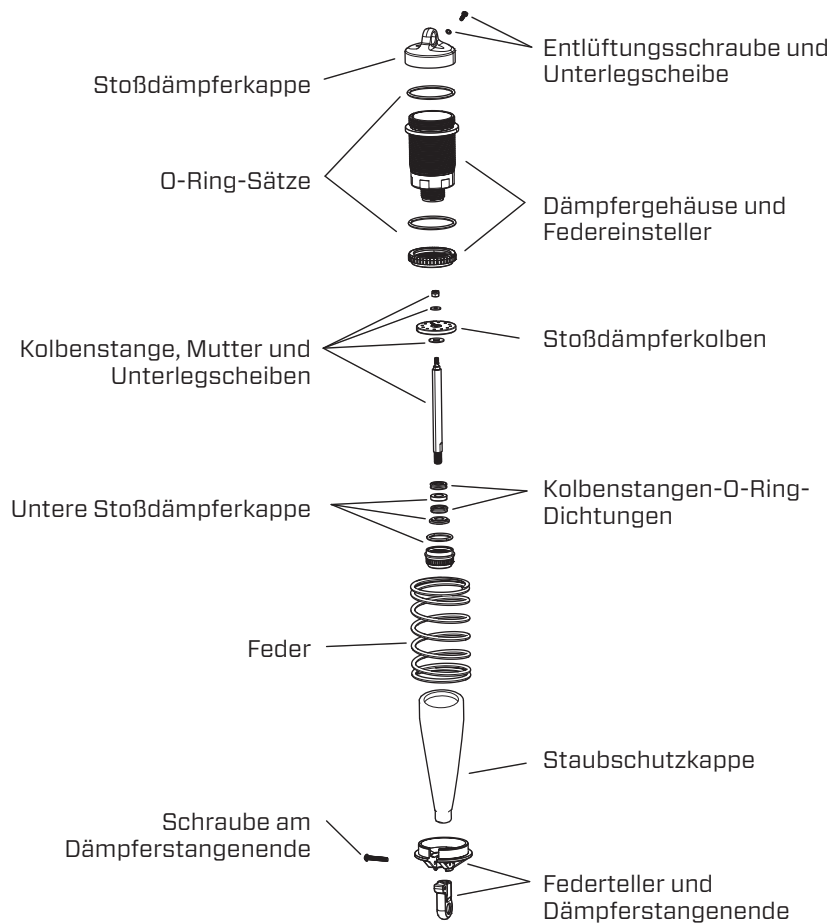 Entlüftungsschraube und
Unterlegscheibe
Stoßdämpferkappe
O-Ring-Sätze
Dämpfergehäuse und
Federeinsteller
Stoßdämpferkolben
Kolbenstange, Mutter und
Unterlegscheiben
Kolbenstangen-O-Ring-
Dichtungen
Untere Stoßdämpferkappe
Feder
Staubschutzkappe
Schraube am
Dämpferstangenende
Federteller und
Dämpferstangenende